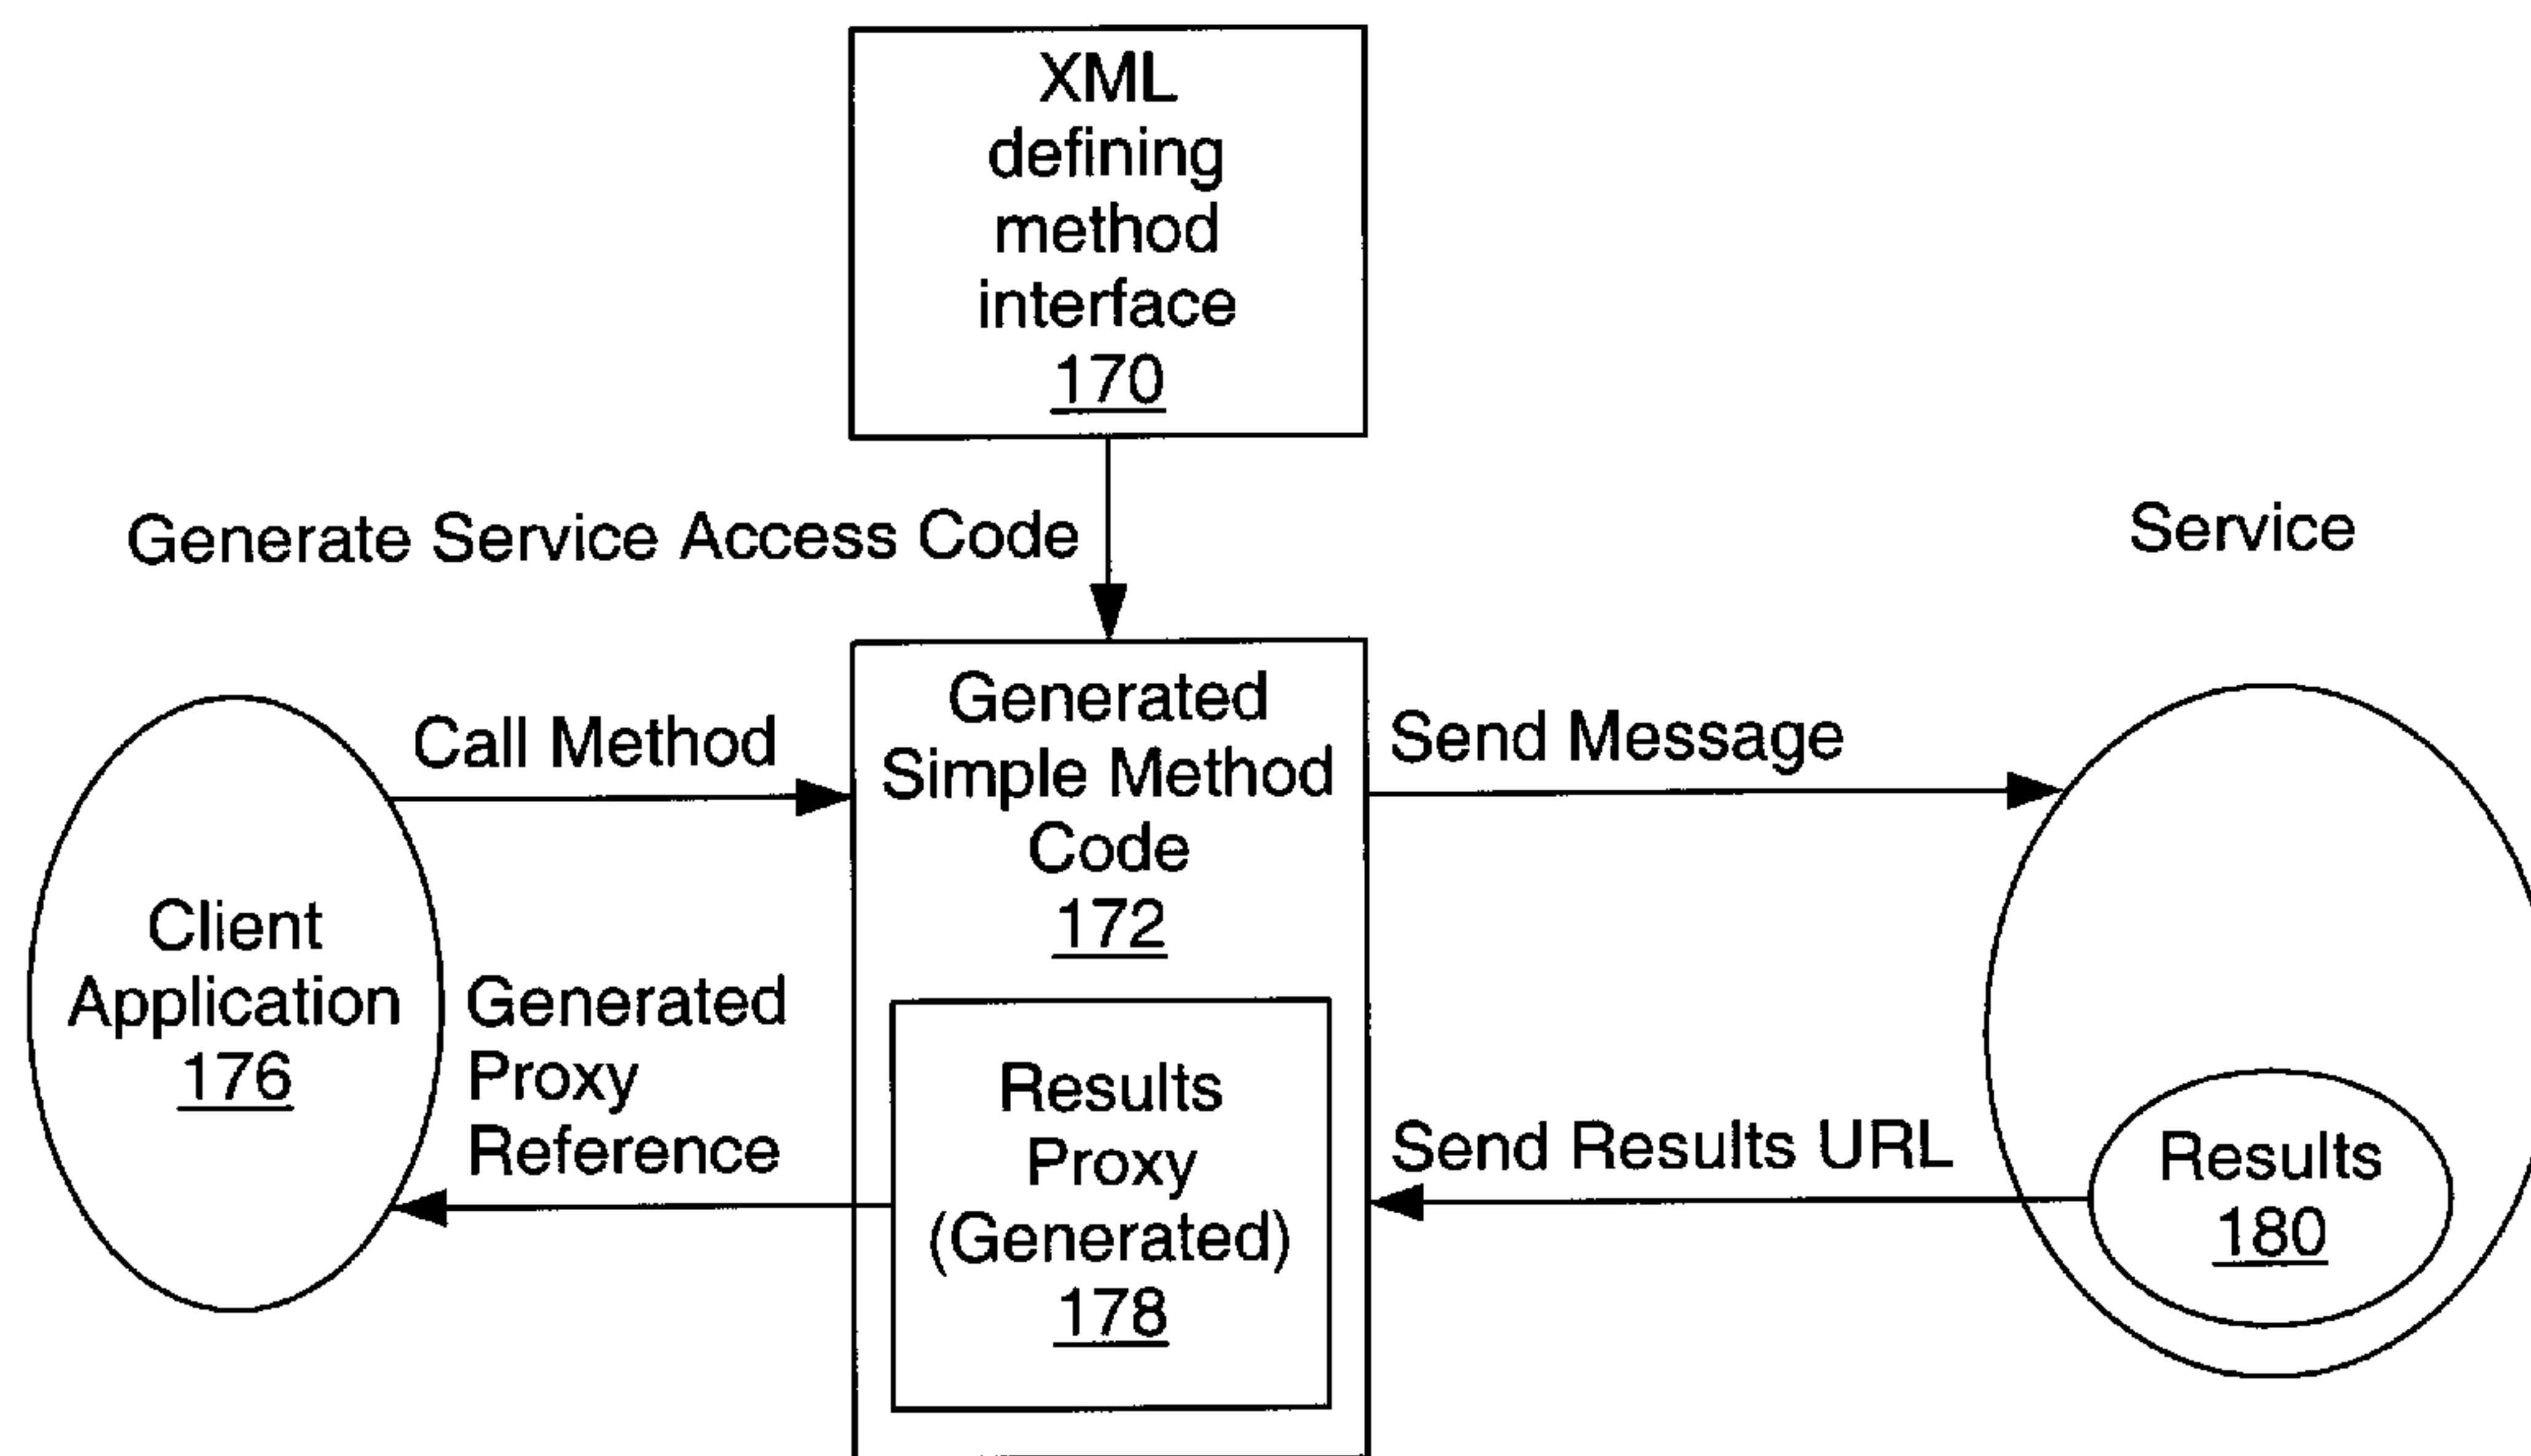 XML
defining
method
interface
170
Generate Service Access Code
Service
Generated
Simple Method
Code
172
Call Method
Send Message
Client
Application
176
Generated
Proxy
Reference
Results
Proxy
(Generated)
178
Send Results URL
Results
180